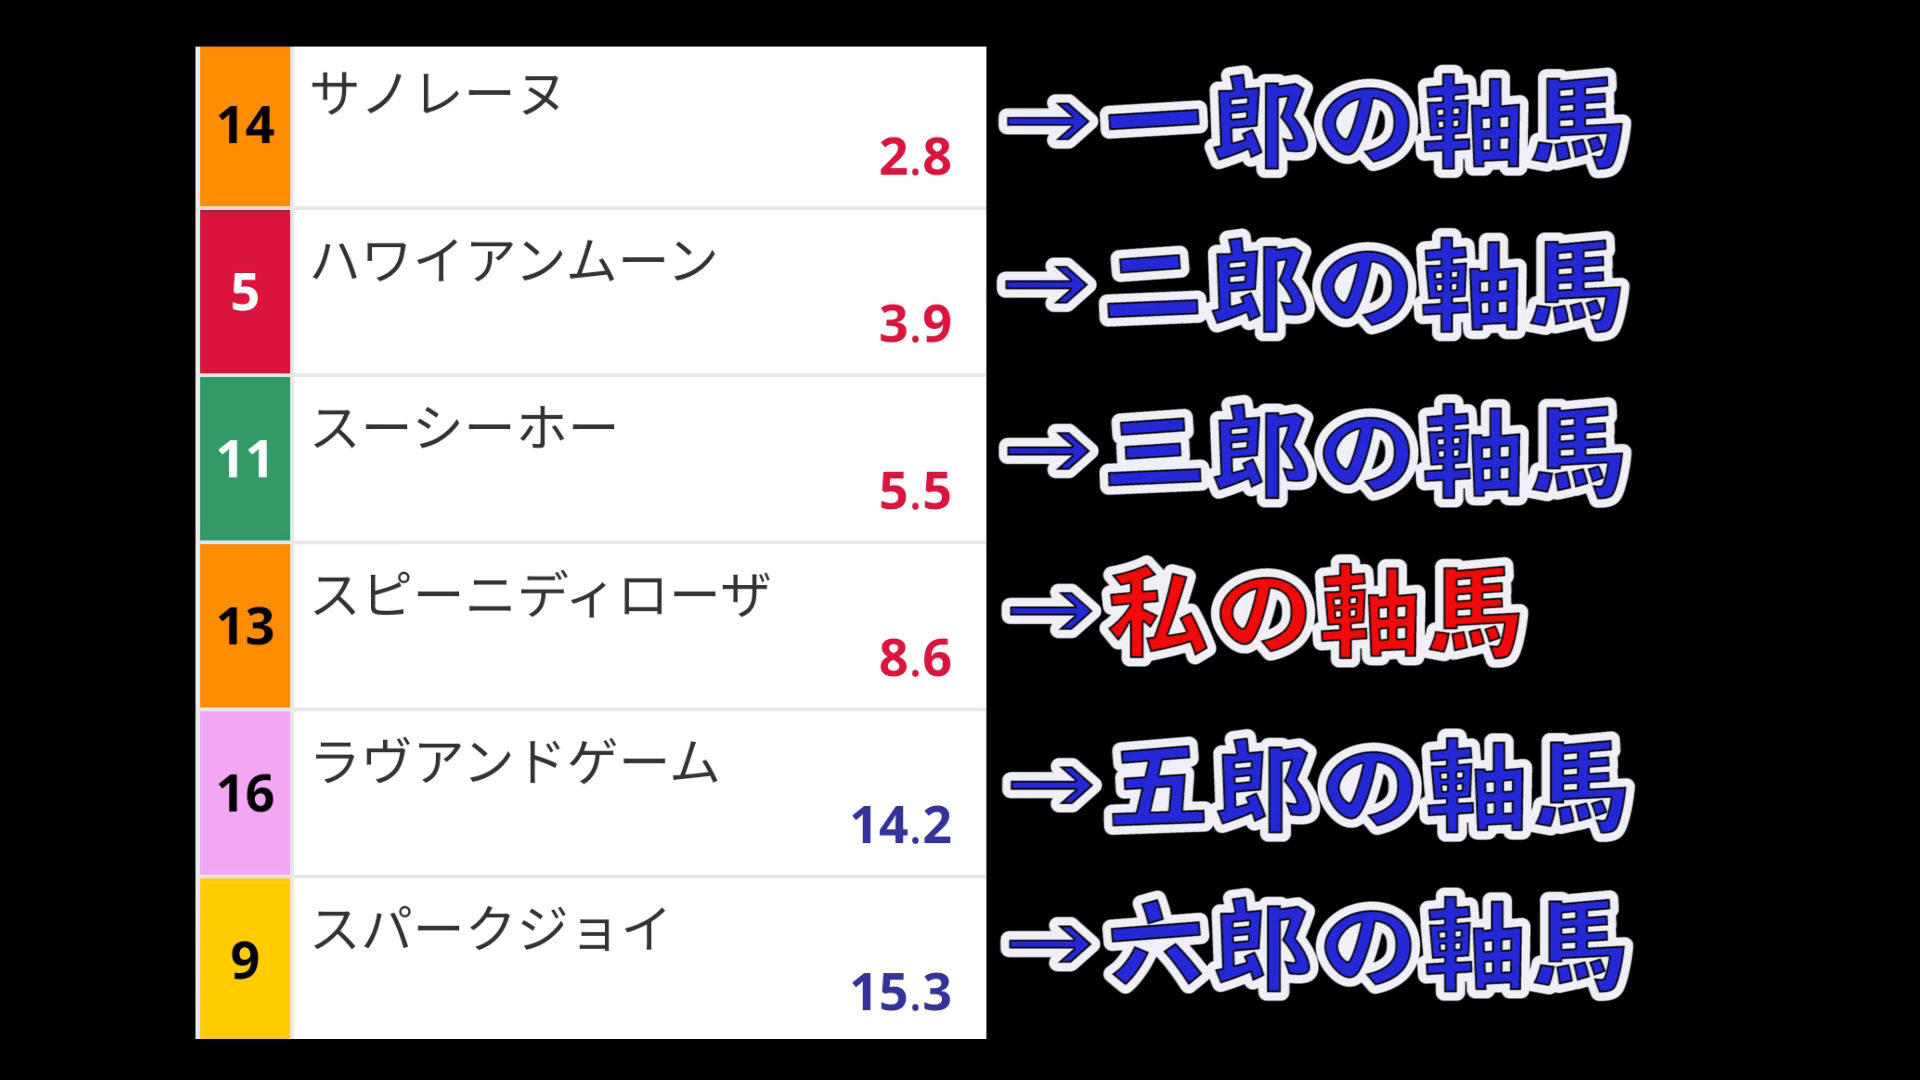 14 サノレーヌ 2.8 →一郎の軸馬
5 ハワイアンムーン 3.9 →二郎の軸馬
11 スーシーホー 5.5 →三郎の軸馬
13 スピーニディローザ 8.6 →私の軸馬
16 ラヴアンドゲーム 14.2 →五郎の軸馬
9 スパークジョイ 15.3 →六郎の軸馬